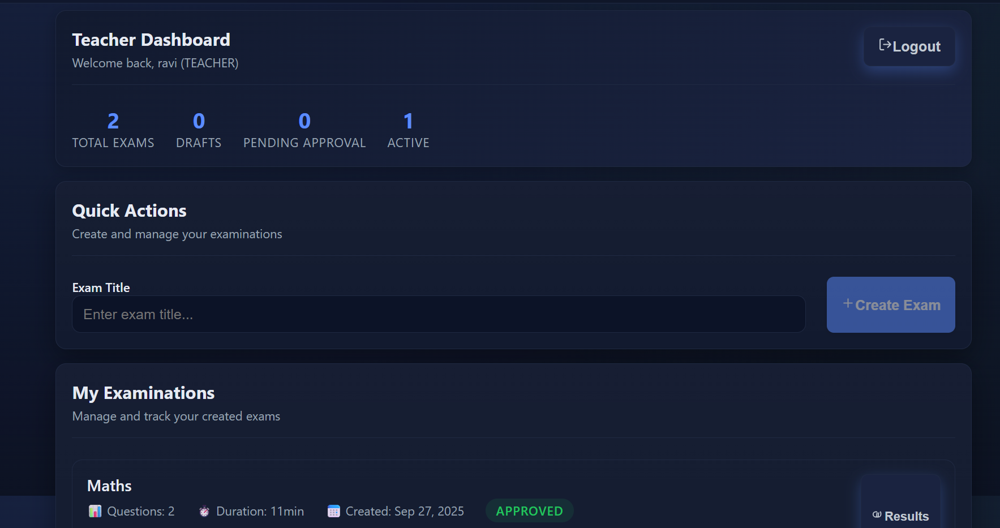 Teacher Dashboard
Welcome back, ravi (TEACHER)
Logout
2
TOTAL EXAMS
0
DRAFTS
0
PENDING APPROVAL
1
ACTIVE
Quick Actions
Create and manage your examinations
Exam Title
Enter exam title...
+Create Exam
My Examinations
Manage and track your created exams
Maths
Questions: 2
Duration: 11min
Created: Sep 27, 2025
APPROVED
Results